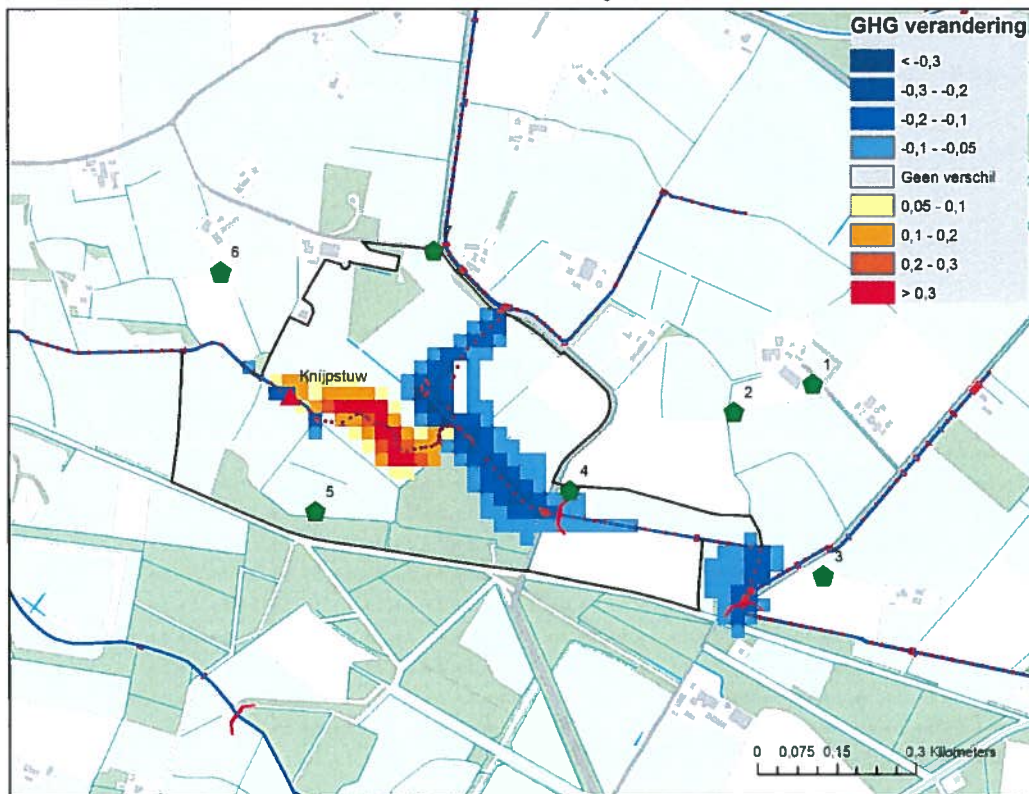 GHG verandering
< -0,3
-0,3 - -0,2
-0,2 - -0,1
-0,1 - -0,05
Geen verschil
0,05 - 0,1
0,1 - 0,2
0,2 - 0,3
> 0,3
7
6
1
Knijpstuw
2
4
5
3
0 0,075 0,15 0,3 Kilometers